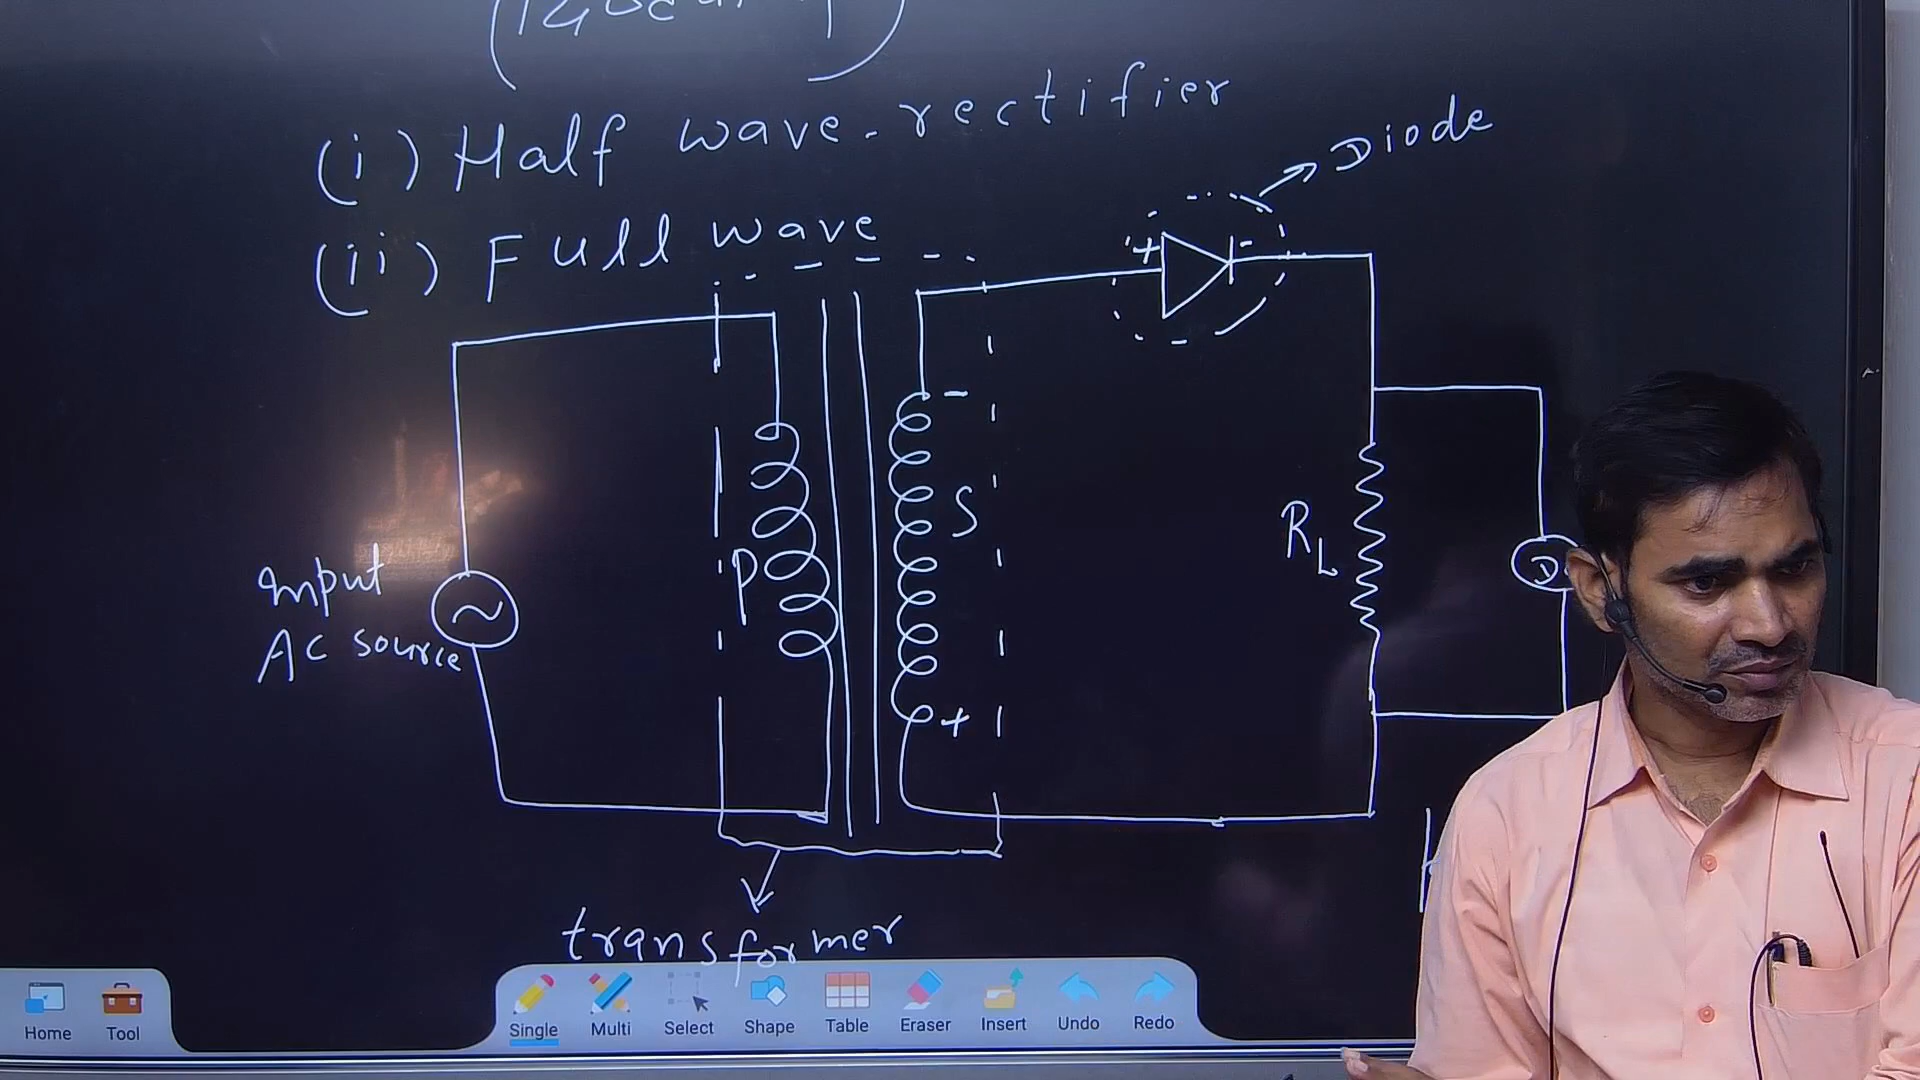 (i) Half wave-rectifier
(ii) Full wave
Diode
+ -
-
S
P
RL
D
Input
AC source
+
transformer
Home
Tool
Single
Multi
Select
Shape
Table
Eraser
Insert
Undo
Redo